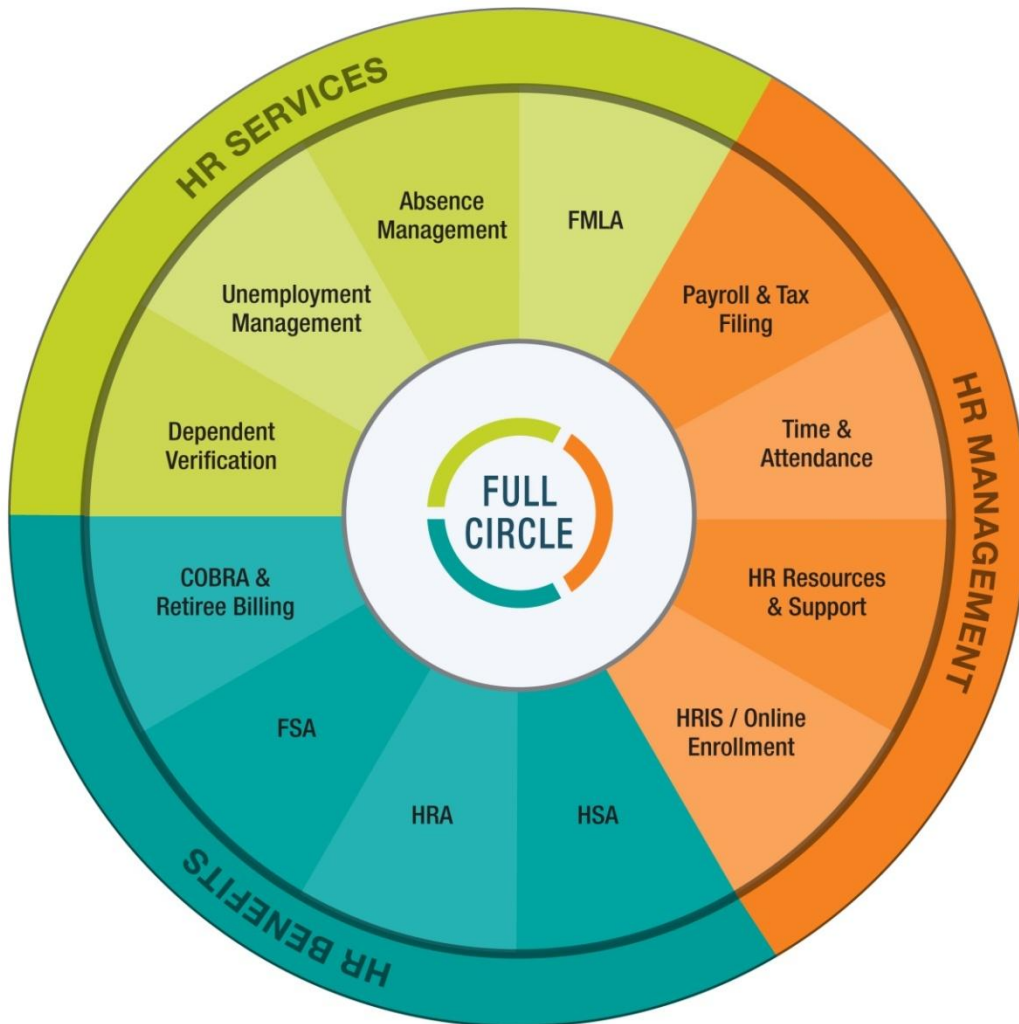 HR SERVICES
Absence
Management
FMLA
Unemployment
Management
Dependent
Verification
HR MANAGEMENT
Payroll & Tax
Filing
Time &
Attendance
HR Resources
& Support
HRIS / Online
Enrollment
FULL
CIRCLE
HR BENEFITS
COBRA &
Retiree Billing
FSA
HRA
HSA